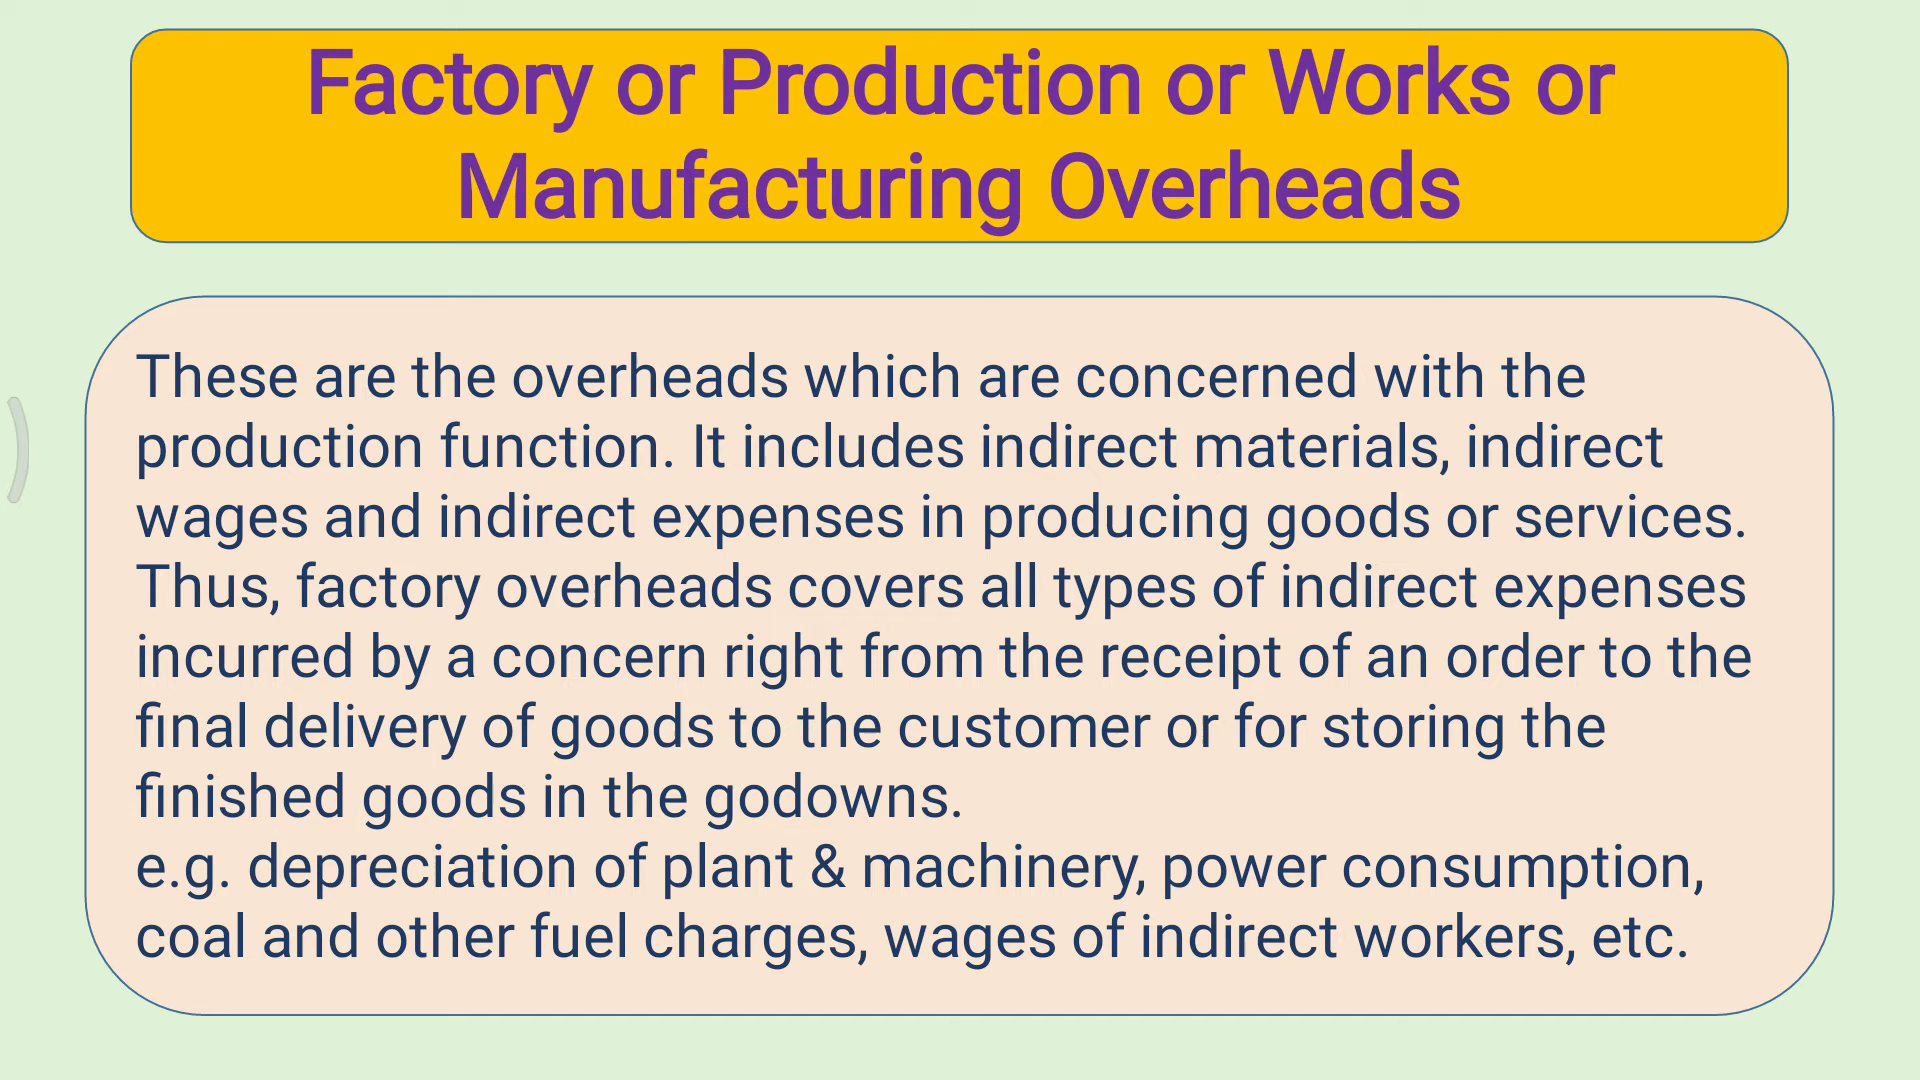 Factory or Production or Works or
Manufacturing Overheads
These are the overheads which are concerned with the
production function. It includes indirect materials, indirect
wages and indirect expenses in producing goods or services.
Thus, factory overheads covers all types of indirect expenses
incurred by a concern right from the receipt of an order to the
final delivery of goods to the customer or for storing the
finished goods in the godowns.
e.g. depreciation of plant & machinery, power consumption,
coal and other fuel charges, wages of indirect workers, etc.